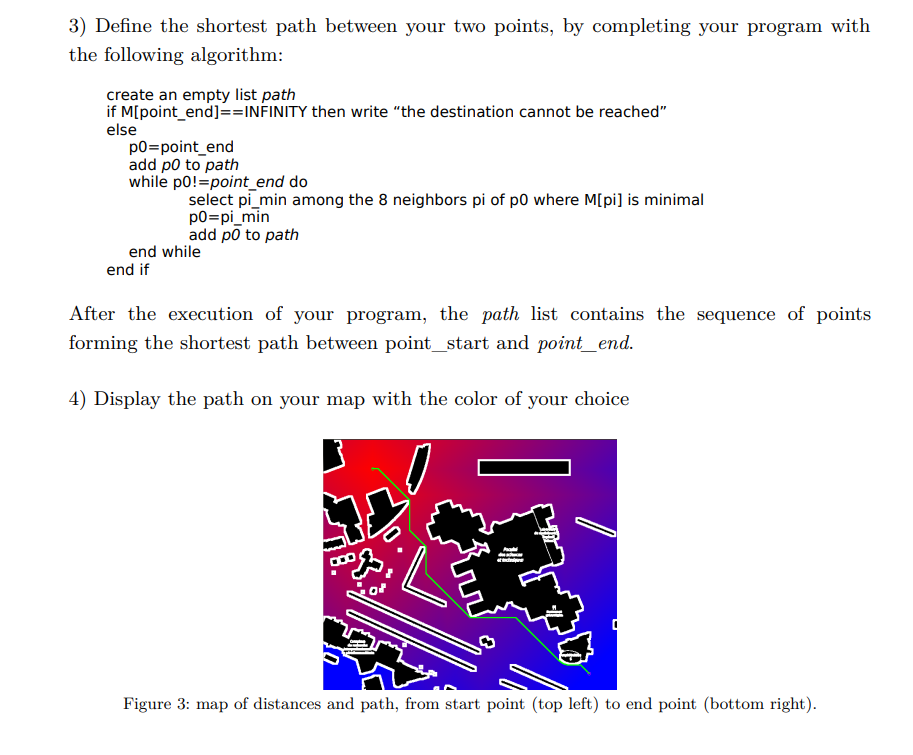 3) Define the shortest path between your two points, by completing your program with
the following algorithm:
create an empty list path
if M[point_end]==INFINITY then write “the destination cannot be reached”
else
p0=point_end
add p0 to path
while p0!=point_end do
select pi_min among the 8 neighbors pi of p0 where M[pi] is minimal
p0=pi_min
add p0 to path
end while
end if
After the execution of your program, the path list contains the sequence of points
forming the shortest path between point_start and point_end.
4) Display the path on your map with the color of your choice
Figure 3: map of distances and path, from start point (top left) to end point (bottom right).